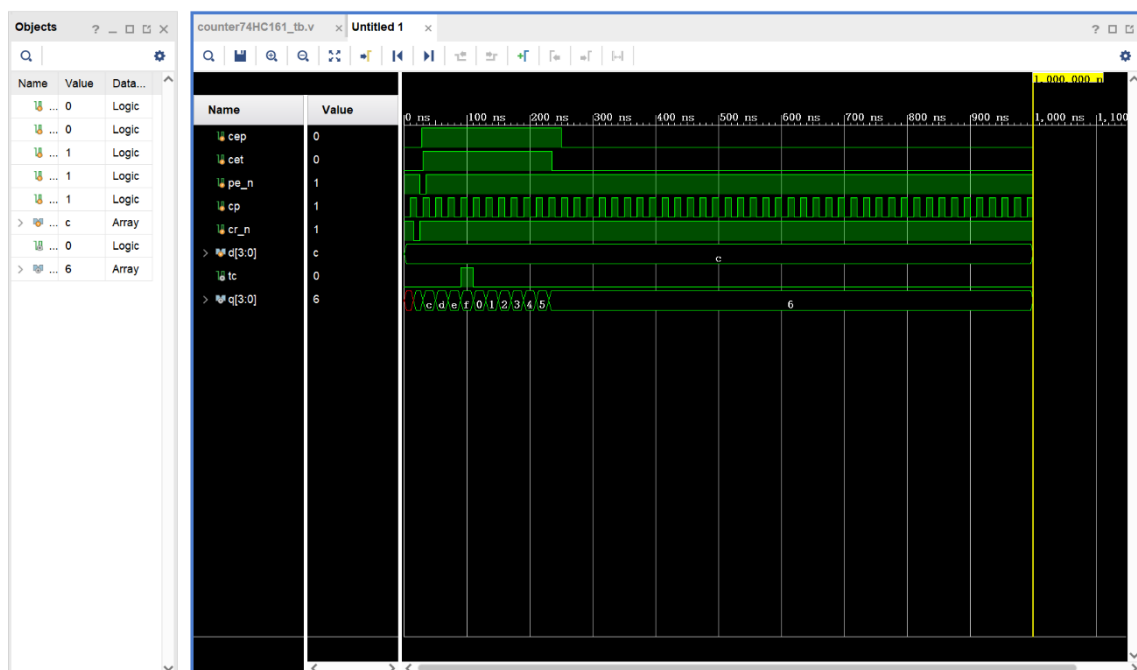 Objects
Name Value Data...
... 0 Logic
... 0 Logic
... 1 Logic
... 1 Logic
... 1 Logic
> ... c Array
... 0 Logic
> ... 6 Array
counter74HC161_tb.v × Untitled 1 ×
1,000,000 n
Name Value
0 ns 100 ns 200 ns 300 ns 400 ns 500 ns 600 ns 700 ns 800 ns 900 ns 1,000 ns 1,100
cep 0
cet 0
pe_n 1
cp 1
cr_n 1
> d[3:0] c c
tc 0
> q[3:0] 6 c d e f 0 1 2 3 4 5 6